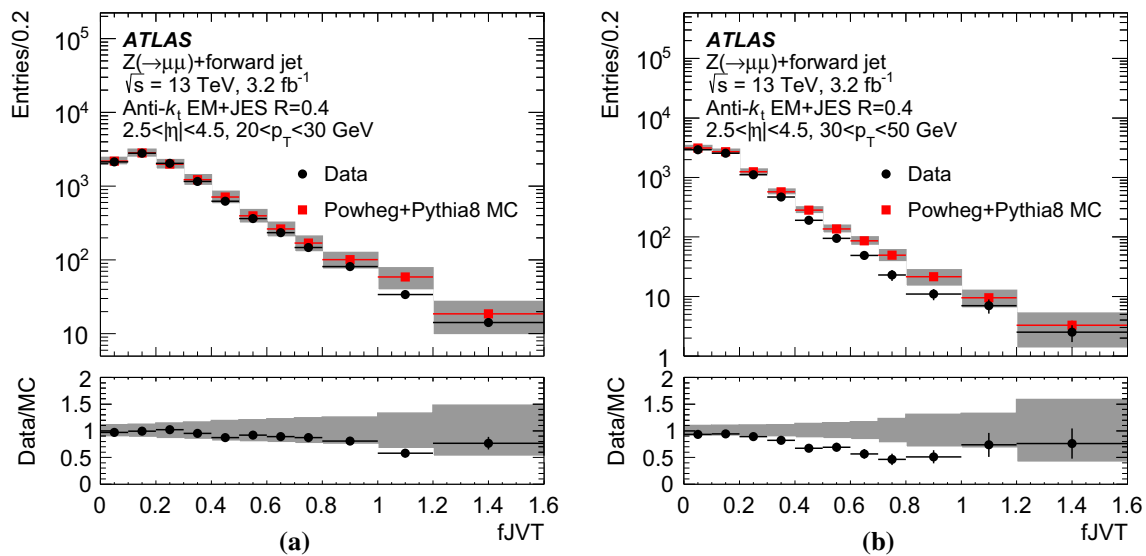 Entries/0.2
10⁵
10⁴
10³
10²
10
ATLAS
Z(→μμ)+forward jet
√s = 13 TeV, 3.2 fb⁻¹
Anti-kₜ EM+JES R=0.4
2.5<|η|<4.5, 20<p_T<30 GeV
Data
Powheg+Pythia8 MC
Data/MC
2
1.5
1
0.5
0
0 0.2 0.4 0.6 0.8 1 1.2 1.4 1.6
fJVT
(a)
Entries/0.2
10⁵
10⁴
10³
10²
10
1
ATLAS
Z(→μμ)+forward jet
√s = 13 TeV, 3.2 fb⁻¹
Anti-kₜ EM+JES R=0.4
2.5<|η|<4.5, 30<p_T<50 GeV
Data
Powheg+Pythia8 MC
Data/MC
2
1.5
1
0.5
0
0 0.2 0.4 0.6 0.8 1 1.2 1.4 1.6
fJVT
(b)